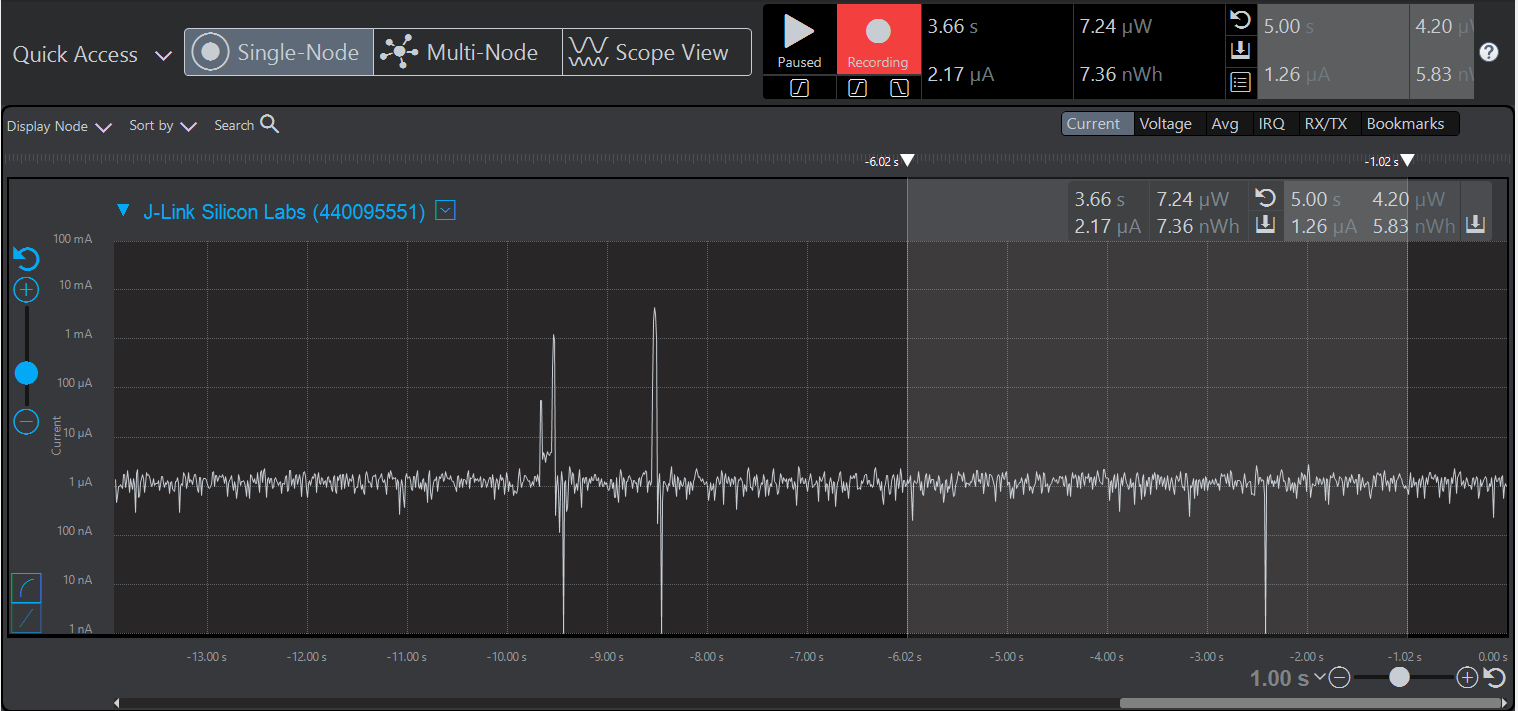 Quick Access Single-Node Multi-Node Scope View
Paused Recording
3.66 s 7.24 µW 5.00 s 4.20 µ
2.17 µA 7.36 nWh 1.26 µA 5.83 n
Display Node Sort by Search Current Voltage Avg IRQ RX/TX Bookmarks
-6.02 s -1.02 s
J-Link Silicon Labs (440095551)
3.66 s 7.24 µW 5.00 s 4.20 µW
2.17 µA 7.36 nWh 1.26 µA 5.83 nWh
100 mA
10 mA
1 mA
100 µA
10 µA
1 µA
100 nA
10 nA
1 nA
Current
-13.00 s -12.00 s -11.00 s -10.00 s -9.00 s -8.00 s -7.00 s -6.02 s -5.00 s -4.00 s -3.00 s -2.00 s -1.02 s 0.00 s
1.00 s